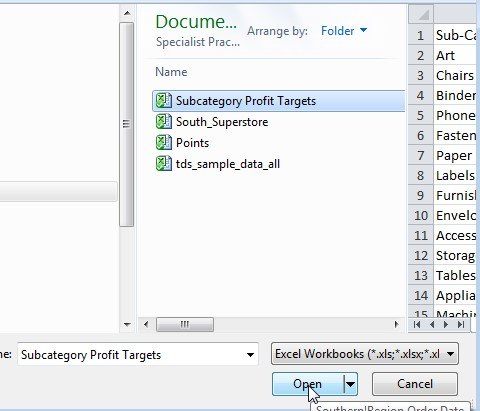 Docume...
Specialist Prac...
Arrange by: Folder
Name
Subcategory Profit Targets
South_Superstore
Points
tds_sample_data_all
1 Sub-Ca
2 Art
3 Chairs
4 Binder
5 Phone
6 Fasten
7 Paper
8 Labels
9 Furnish
10 Envelo
11 Access
12 Storag
13 Tables
14 Applia
15 Machin
ne: Subcategory Profit Targets
Excel Workbooks (*.xls;*.xlsx;*.xl
Open
Cancel
Southern|Region Order Date